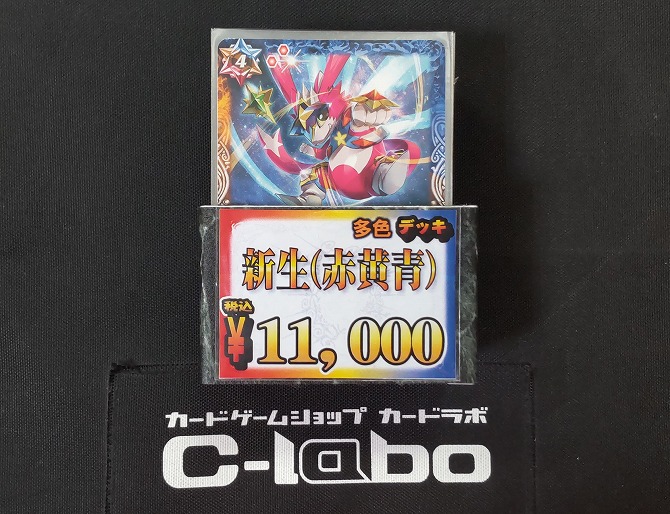 4
多色 デッキ
新生(赤黄青)
税込
¥11,000
カードゲームショップ カードラボ
C-labo